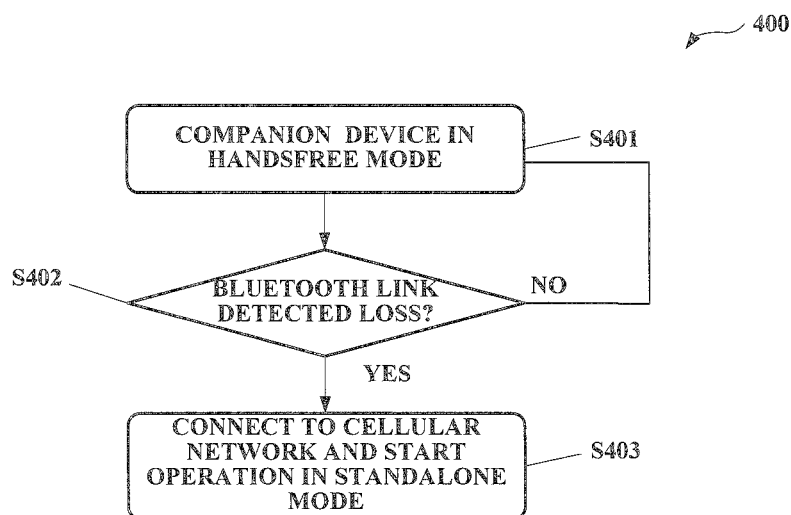 400
COMPANION DEVICE IN
HANDSFREE MODE
S401
S402
BLUETOOTH LINK
DETECTED LOSS?
NO
YES
CONNECT TO CELLULAR
NETWORK AND START
OPERATION IN STANDALONE
MODE
S403